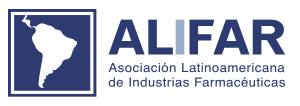 ALIFAR
Asociación Latinoamericana
de Industrias Farmacéuticas